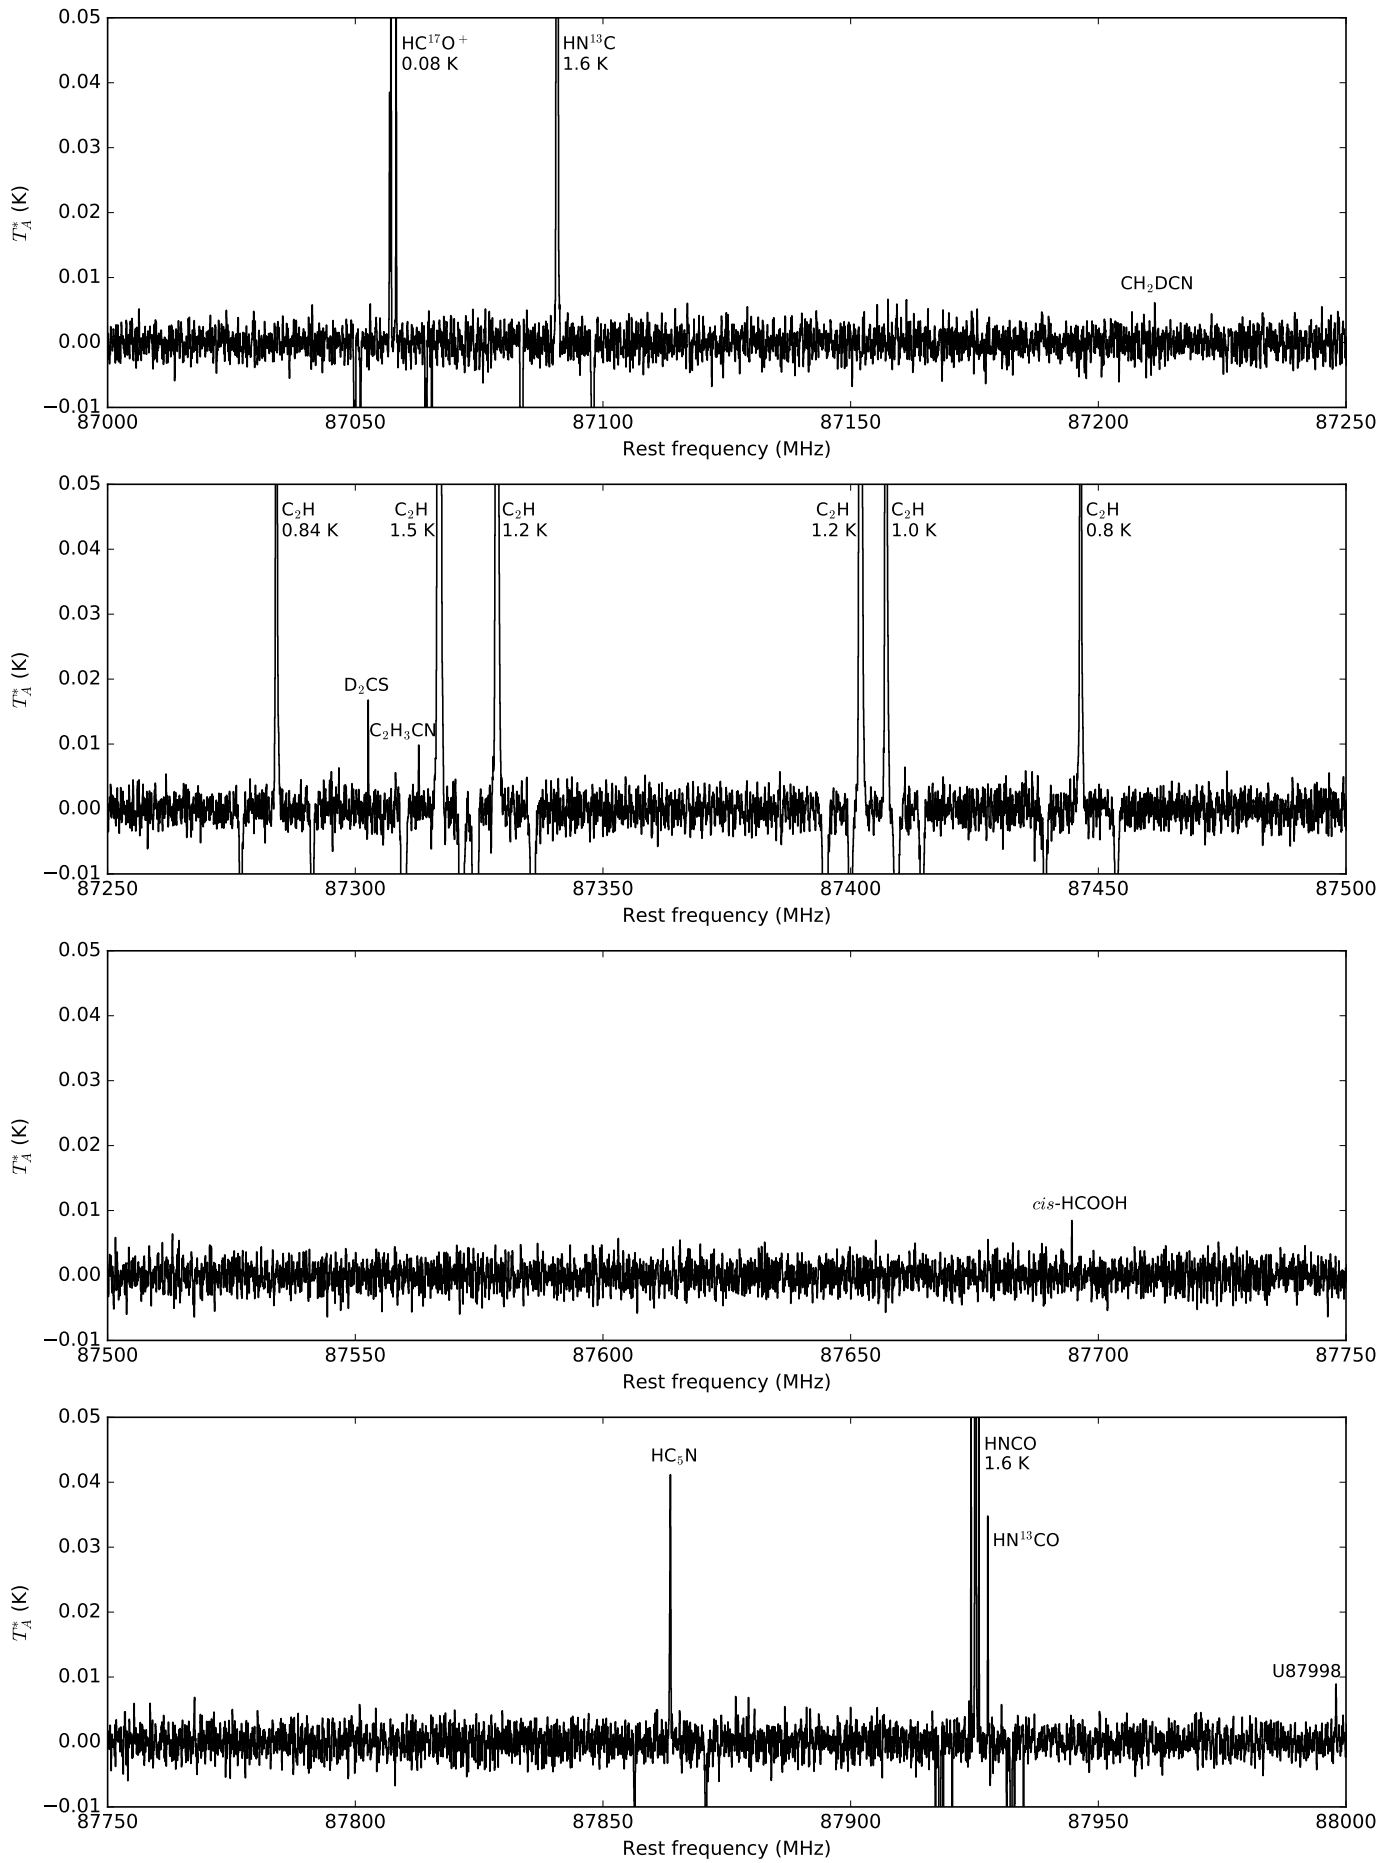 0.05
0.04
0.03
0.02
0.01
0.00
−0.01
T*A (K)
HC¹⁷O⁺
0.08 K
HN¹³C
1.6 K
CH₂DCN
87000 87050 87100 87150 87200 87250
Rest frequency (MHz)
0.05
0.04
0.03
0.02
0.01
0.00
−0.01
T*A (K)
C₂H
0.84 K
D₂CS
C₂H₃CN
C₂H
1.5 K
C₂H
1.2 K
C₂H
1.2 K
C₂H
1.0 K
C₂H
0.8 K
87250 87300 87350 87400 87450 87500
Rest frequency (MHz)
0.05
0.04
0.03
0.02
0.01
0.00
−0.01
T*A (K)
cis-HCOOH
87500 87550 87600 87650 87700 87750
Rest frequency (MHz)
0.05
0.04
0.03
0.02
0.01
0.00
−0.01
T*A (K)
HC₅N
HNCO
1.6 K
HN¹³CO
U87998
87750 87800 87850 87900 87950 88000
Rest frequency (MHz)